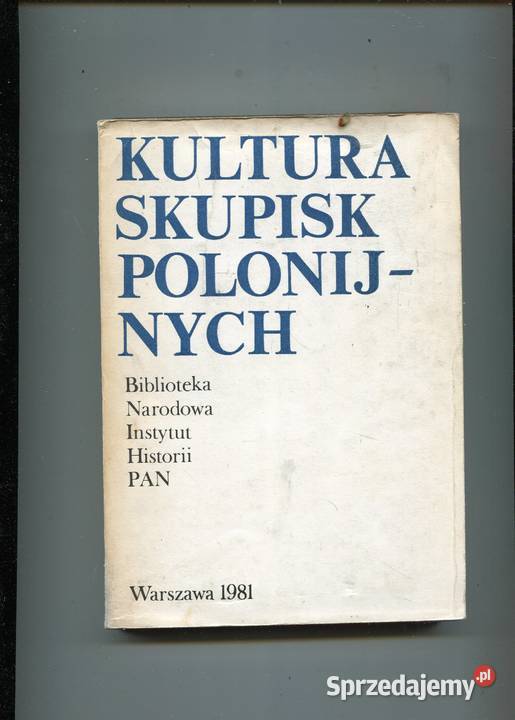 KULTURA
SKUPISK
POLONIJ-
NYCH
Biblioteka
Narodowa
Instytut
Historii
PAN
Warszawa 1981
Sprzedajemy.pl